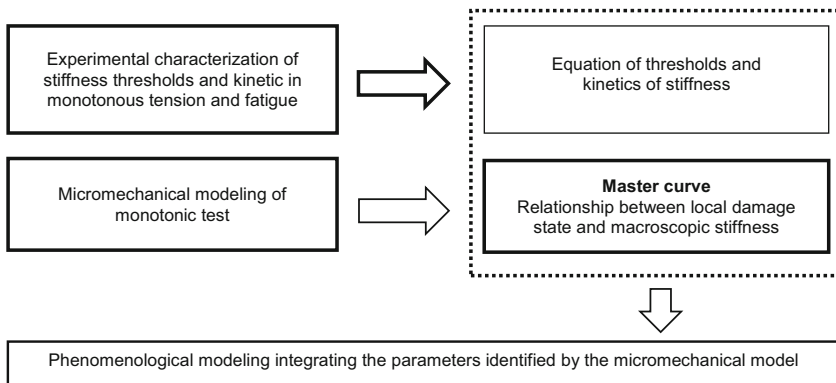 Experimental characterization of
stiffness thresholds and kinetic in
monotonous tension and fatigue
Equation of thresholds and
kinetics of stiffness
Micromechanical modeling of
monotonic test
Master curve
Relationship between local damage
state and macroscopic stiffness
Phenomenological modeling integrating the parameters identified by the micromechanical model